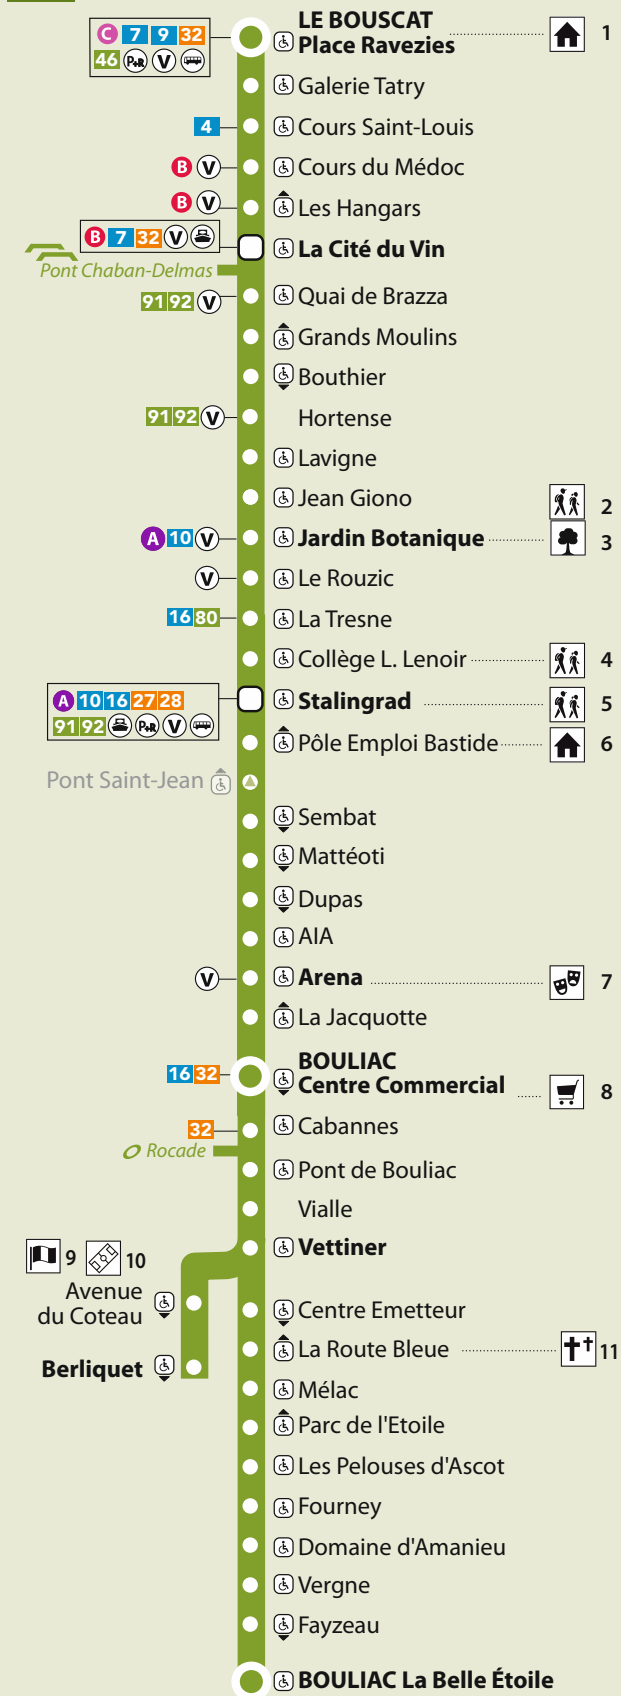 C 7 9 32
46 P+R V
LE BOUSCAT
Place Ravezies 1
Galerie Tatry
4 Cours Saint-Louis
B V Cours du Médoc
B V Les Hangars
B 7 32 V La Cité du Vin
Pont Chaban-Delmas
91 92 V Quai de Brazza
Grands Moulins
Bouthier
91 92 V Hortense
Lavigne
Jean Giono 2
A 10 V Jardin Botanique 3
V Le Rouzic
16 80 La Tresne
Collège L. Lenoir 4
A 10 16 27 28
91 92 P+R V
Stalingrad 5
Pôle Emploi Bastide 6
Pont Saint-Jean
Sembat
Mattéoti
Dupas
AIA
V Arena 7
La Jacquotte
16 32 BOULIAC
Centre Commercial 8
32 Cabannes
Rocade
Pont de Bouliac
Vialle
Vettiner
9 10
Avenue
du Coteau
Berliquet
Centre Emetteur
La Route Bleue 11
Mélac
Parc de l'Etoile
Les Pelouses d'Ascot
Fourney
Domaine d'Amanieu
Vergne
Fayzeau
BOULIAC La Belle Étoile